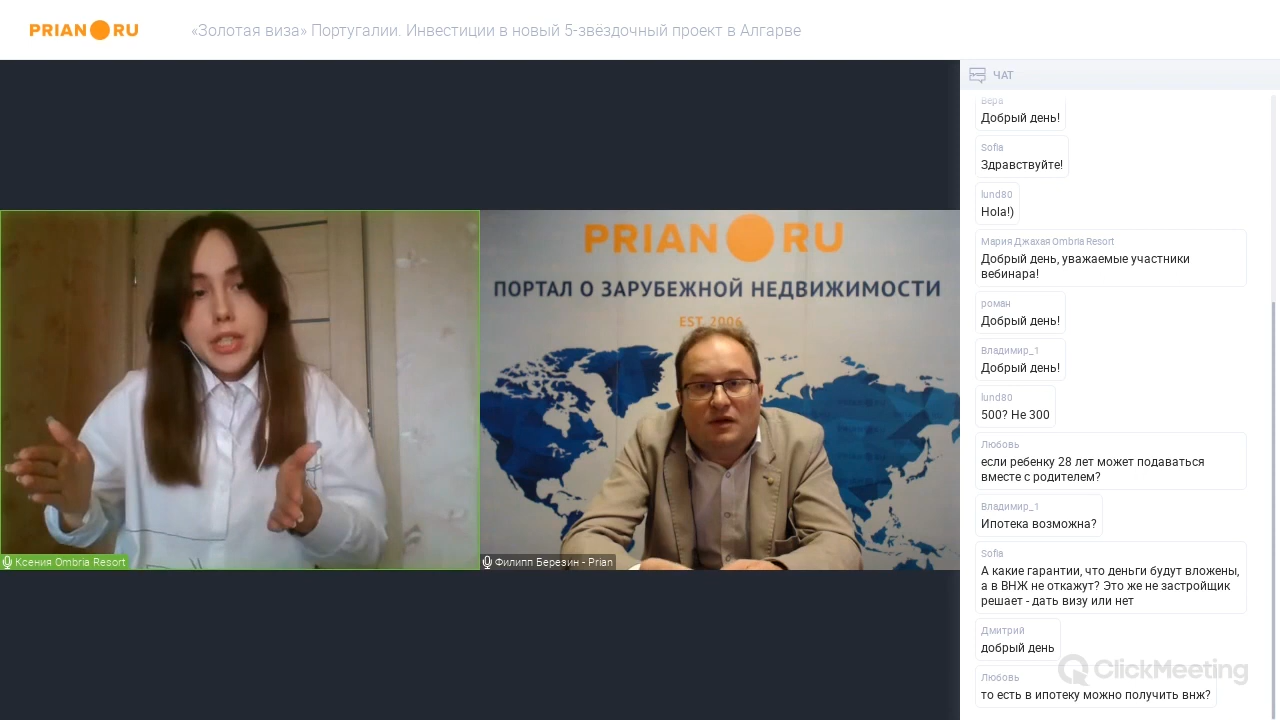 PRIAN RU
«Золотая виза» Португалии. Инвестиции в новый 5-звёздочный проект в Алгарве
PRIAN RU
ПОРТАЛ О ЗАРУБЕЖНОЙ НЕДВИЖИМОСТИ
EST. 2006
Ксения Ombria Resort
Филипп Березин - Prian
ЧАТ
Вера
Добрый день!
Sofia
Здравствуйте!
lund80
Hola!)
Мария Джахая Ombria Resort
Добрый день, уважаемые участники
вебинара!
роман
Добрый день!
Владимир_1
Добрый день!
lund80
500? Не 300
Любовь
если ребенку 28 лет может подаваться
вместе с родителем?
Владимир_1
Ипотека возможна?
Sofia
А какие гарантии, что деньги будут вложены,
а в ВНЖ не откажут? Это же не застройщик
решает - дать визу или нет
Дмитрий
добрый день
ClickMeeting
Любовь
то есть в ипотеку можно получить внж?